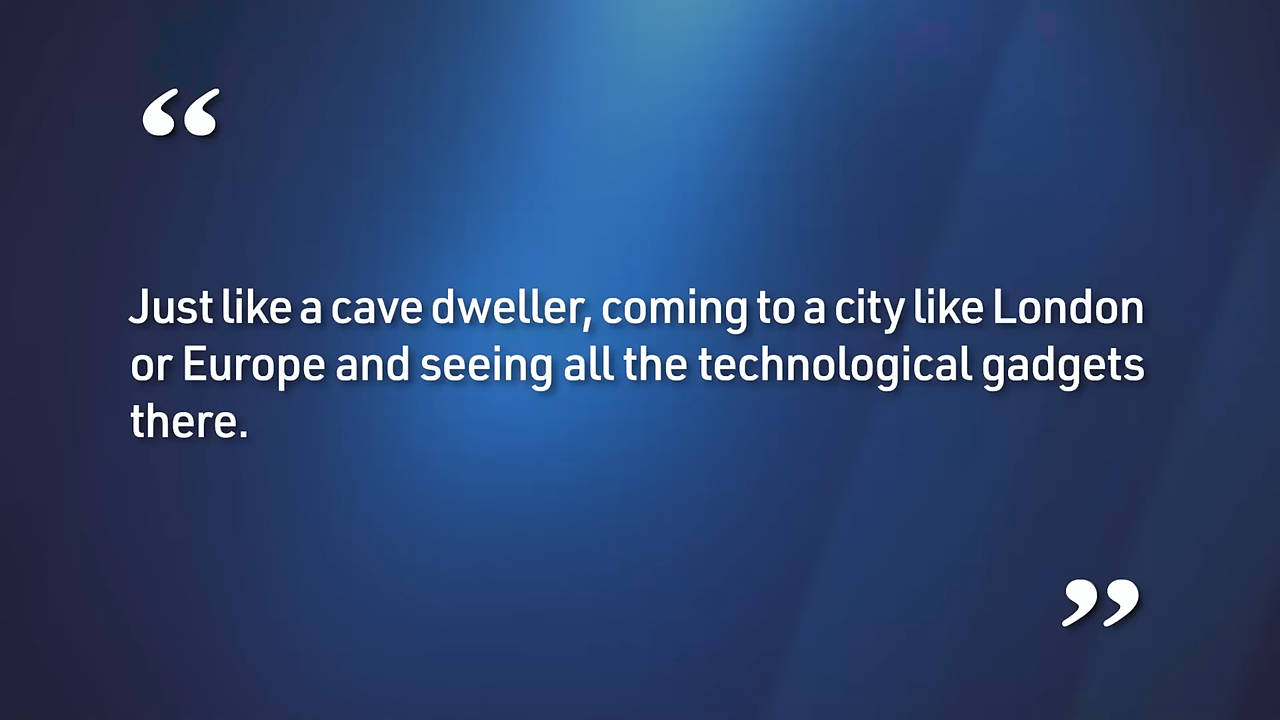 “
Just like a cave dweller, coming to a city like London
or Europe and seeing all the technological gadgets
there.
”